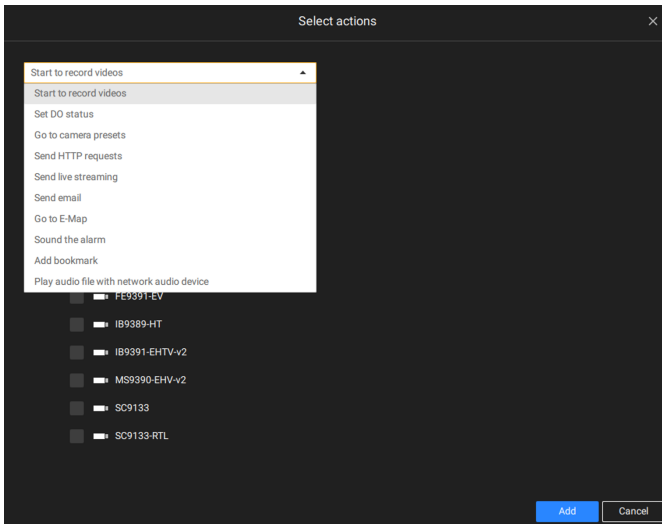 Select actions
Start to record videos
Start to record videos
Set DO status
Go to camera presets
Send HTTP requests
Send live streaming
Send email
Go to E-Map
Sound the alarm
Add bookmark
Play audio file with network audio device
FE9391-EV
IB9389-HT
IB9391-EHTV-v2
MS9390-EHV-v2
SC9133
SC9133-RTL
Add Cancel